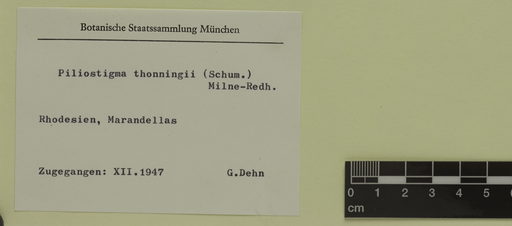 Botanische Staatssammlung München
Piliostigma thonningii (Schum.)
Milne-Redh.
Rhodesien, Marandellas
Zugegangen: XII.1947 G.Dehn
0 1 2 3 4 5
cm